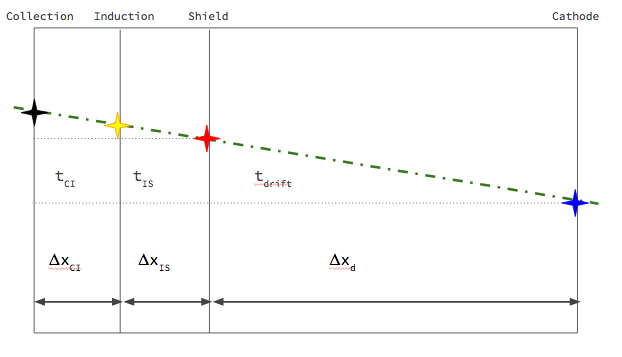 Collection Induction Shield Cathode
tCI tIS tdrift
ΔxCI ΔxIS Δxd